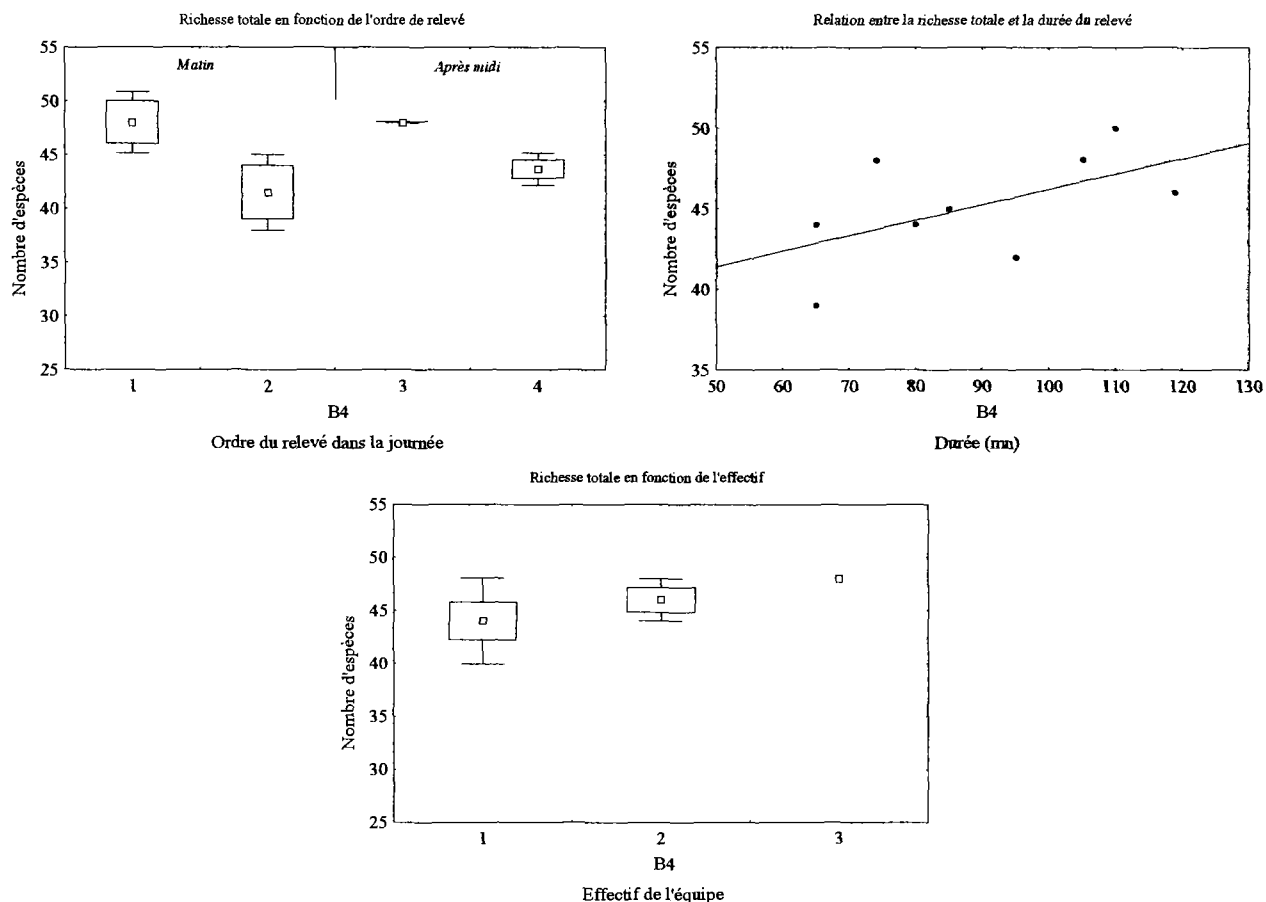 Richesse totale en fonction de l'ordre de relevé
55
50
45
40
35
30
25
Nombre d'espèces
Matin
Après midi
1
2
3
4
B4
Ordre du relevé dans la journée
Relation entre la richesse totale et la durée du relevé
55
50
45
40
35
Nombre d'espèces
50
60
70
80
90
100
110
120
130
B4
Durée (mn)
Richesse totale en fonction de l'effectif
55
50
45
40
35
30
25
Nombre d'espèces
1
2
3
B4
Effectif de l'équipe